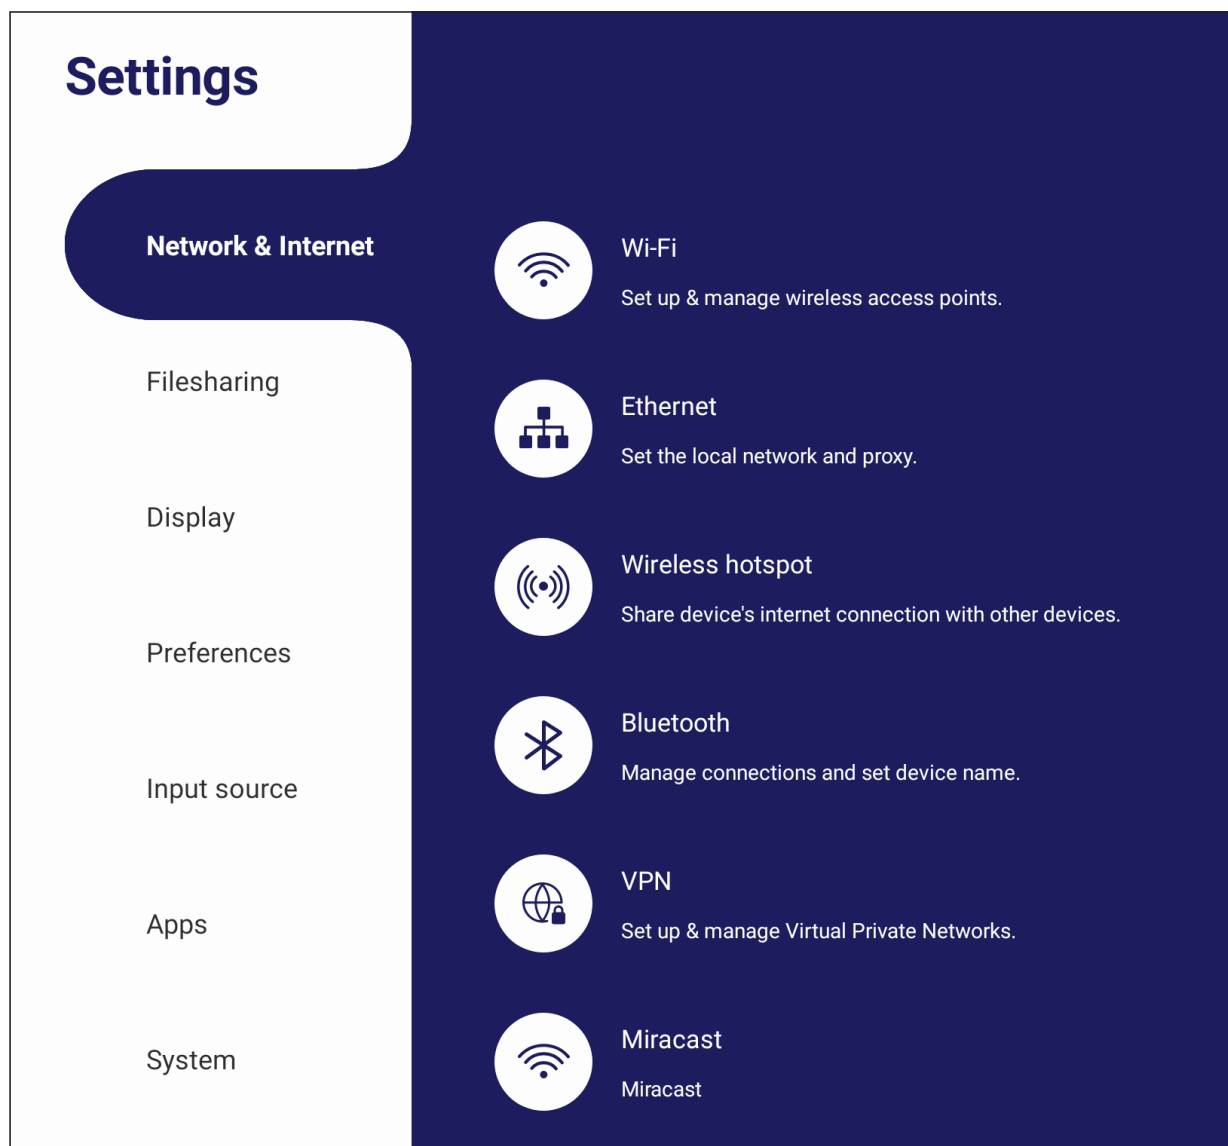 Settings
Network & Internet
Filesharing
Display
Preferences
Input source
Apps
System
Wi-Fi
Set up & manage wireless access points.
Ethernet
Set the local network and proxy.
Wireless hotspot
Share device's internet connection with other devices.
Bluetooth
Manage connections and set device name.
VPN
Set up & manage Virtual Private Networks.
Miracast
Miracast